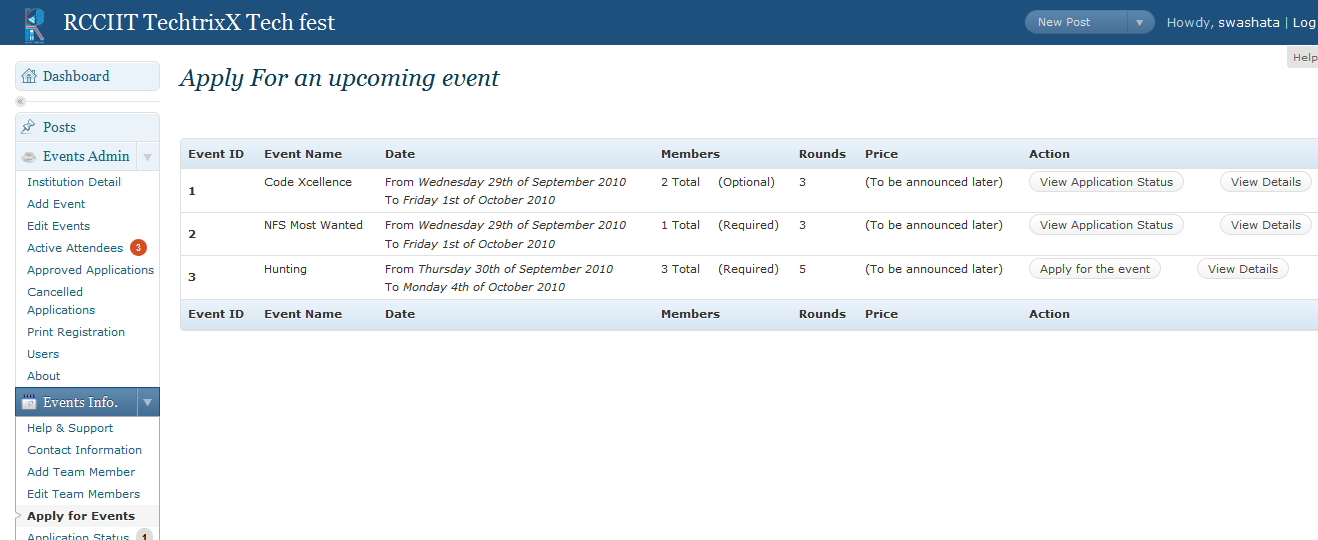 RCCIIT TechtrixX Tech fest
New Post
Howdy, swashata | Log
Help
Dashboard
Posts
Events Admin
Institution Detail
Add Event
Edit Events
Active Attendees 3
Approved Applications
Cancelled
Applications
Print Registration
Users
About
Events Info.
Help & Support
Contact Information
Add Team Member
Edit Team Members
Apply for Events
Application Status 1
Apply For an upcoming event
Event ID Event Name Date Members Rounds Price Action
1 Code Xcellence From Wednesday 29th of September 2010 2 Total (Optional) 3 (To be announced later) View Application Status View Details
To Friday 1st of October 2010
2 NFS Most Wanted From Wednesday 29th of September 2010 1 Total (Required) 3 (To be announced later) View Application Status View Details
To Friday 1st of October 2010
3 Hunting From Thursday 30th of September 2010 3 Total (Required) 5 (To be announced later) Apply for the event View Details
To Monday 4th of October 2010
Event ID Event Name Date Members Rounds Price Action